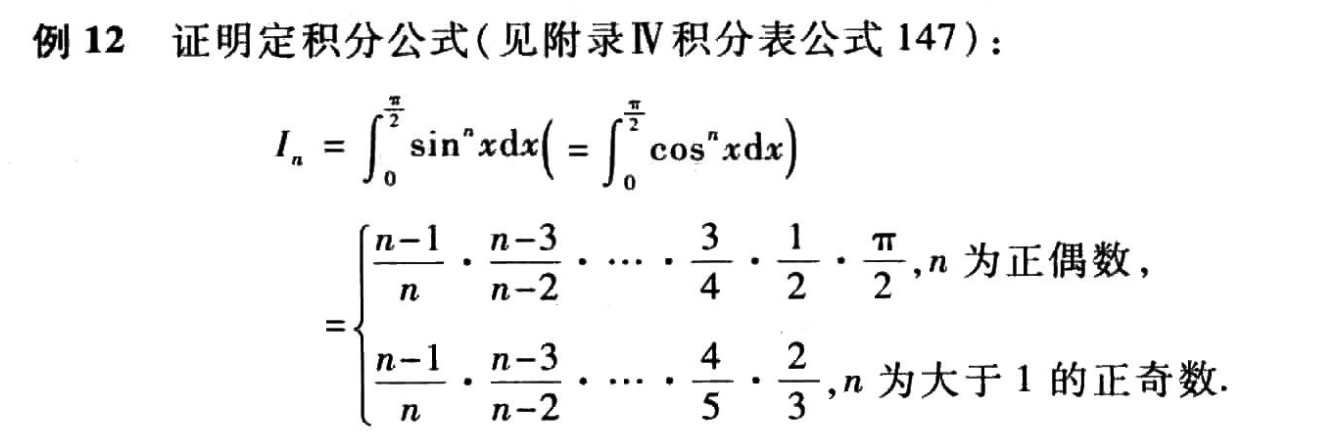 例 12 证明定积分公式(见附录Ⅳ积分表公式 147):
$I_n = \int_0^{\frac{\pi}{2}} \sin^n x\mathrm{d}x \left( = \int_0^{\frac{\pi}{2}} \cos^n x\mathrm{d}x \right)$
$= \begin{cases} \frac{n-1}{n} \cdot \frac{n-3}{n-2} \cdot \cdots \cdot \frac{3}{4} \cdot \frac{1}{2} \cdot \frac{\pi}{2}, n 为正偶数, \\ \frac{n-1}{n} \cdot \frac{n-3}{n-2} \cdot \cdots \cdot \frac{4}{5} \cdot \frac{2}{3}, n 为大于 1 的正奇数. \end{cases}$